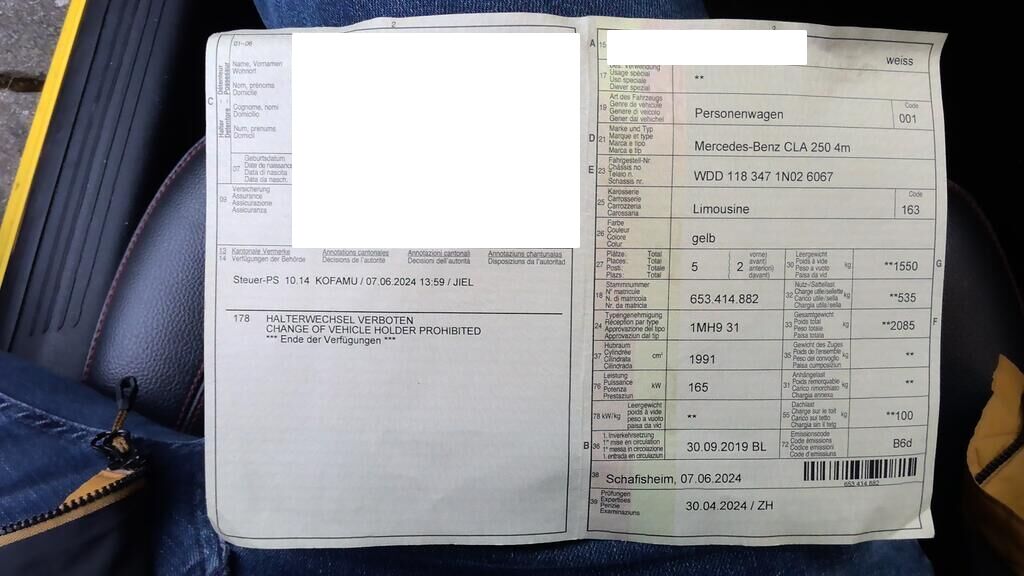 2
01-06
Détenteur Possessur
C
Halter Detentore
Name, Vornamen
Wohnort
Nom, prénoms
Domicile
Cognome, nomi
Domicilio
Num, prenums
Domicil
07
Geburtsdatum
Date de naissance
Data di nascita
Data da nasch.
09
Versicherung
Assurance
Assicurazione
Assicuranza
13
14
Kantonale Vermerke
Verfügungen der Behörde
Annotations cantonales
Décisions de l'autorité
Annotazioni cantonali
Decisioni dell'autorità
Annotaziuns chantunalas
Disposiziuns da l'autoritad
Steuer-PS 10.14 KOFAMU / 07.06.2024 13:59 / JIEL
178 HALTERWECHSEL VERBOTEN
CHANGE OF VEHICLE HOLDER PROHIBITED
*** Ende der Verfügungen ***
A
15
weiss
17
Bes. Verwendung
Usage spécial
Uso speciale
Diever spezial
**
19
Art des Fahrzeugs
Genre de véhicule
Genere di veicolo
Gener dal vehichel
Personenwagen
Code
001
D
21
Marke und Typ
Marque et type
Marca e tipo
Marca e tip
Mercedes-Benz CLA 250 4m
E
23
Fahrgestell-Nr.
Châssis no
Telaio n.
Schassis nr.
WDD 118 347 1N02 6067
25
Karosserie
Carrosserie
Carrozzeria
Carossaria
Limousine
Code
163
26
Farbe
Couleur
Colore
Colur
gelb
27
Plätze: Total
Places: Total
Posti: Totale
Plazs: Total
5
2
vorne)
avant)
anteriori)
davant)
30
Leergewicht
Poids à vide
Peso a vuoto
Paisa da vid
kg
**1550
G
18
Stammnummer
N° matricule
N. di matricola
Nr. da matricla
653.414.882
32
Nutz-/Sattellast
Charge utile/sellette
Carico utile/sella
Chargia utila/sella
kg
**535
24
Typengenehmigung
Réception par type
Approvazione del tipo
Approvaziun dal tip
1MH9 31
33
Gesamtgewicht
Poids total
Peso totale
Paisa totala
kg
**2085
F
37
Hubraum
Cylindrée
Cilindrata
Cilindrada
cm³
1991
35
Gewicht des Zuges
Poids de l'ensemble
Peso del convoglio
Paisa cumposiziun
kg
**
76
Leistung
Puissance
Potenza
Prestaziun
kW
165
31
Anhängelast
Poids remorquable
Carico rimorchiato
Chargia annexa
kg
**
78 kW/kg
Leergewicht
poids à vide
peso a vuoto
paisa da vid
**
55
Dachlast
Charge sur le toit
Carico sul tetto
Chargia sin il tetg
kg
**100
B
36
1. Inverkehrsetzung
1re mise en circulation
1a messa in circolazione
1. entrada en circulaziun
30.09.2019 BL
72
Emissionscode
Code émissions
Codice emissioni
Code d'emissiuns
B6d
38
Schafisheim, 07.06.2024
653 414 882
39
Prüfungen
Expertises
Perizie
Examinaziuns
30.04.2024 / ZH